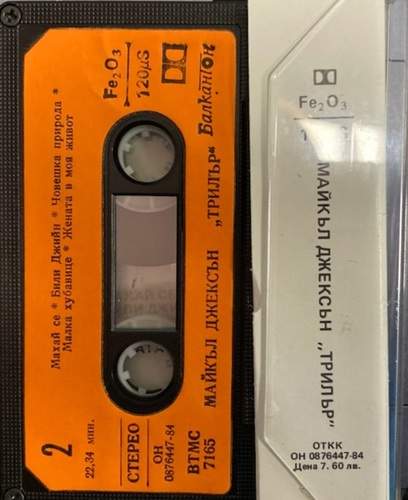 Махай се * Били Джийн * Човешка природа *
Малка хубавице * Жената в моя живот
2
22,34 мин.
Fe2O3
120µS
СТЕРЕО
ОН
0876447-84
ВТМС
7165
МАЙКЪЛ ДЖЕКСЪН „ТРИЛЪР“ Балкантон
Fe2O3
МАЙКЪЛ ДЖЕКСЪН „ТРИЛЪР“
ОТКК
ОН 0876447-84
Цена 7. 60 лв.